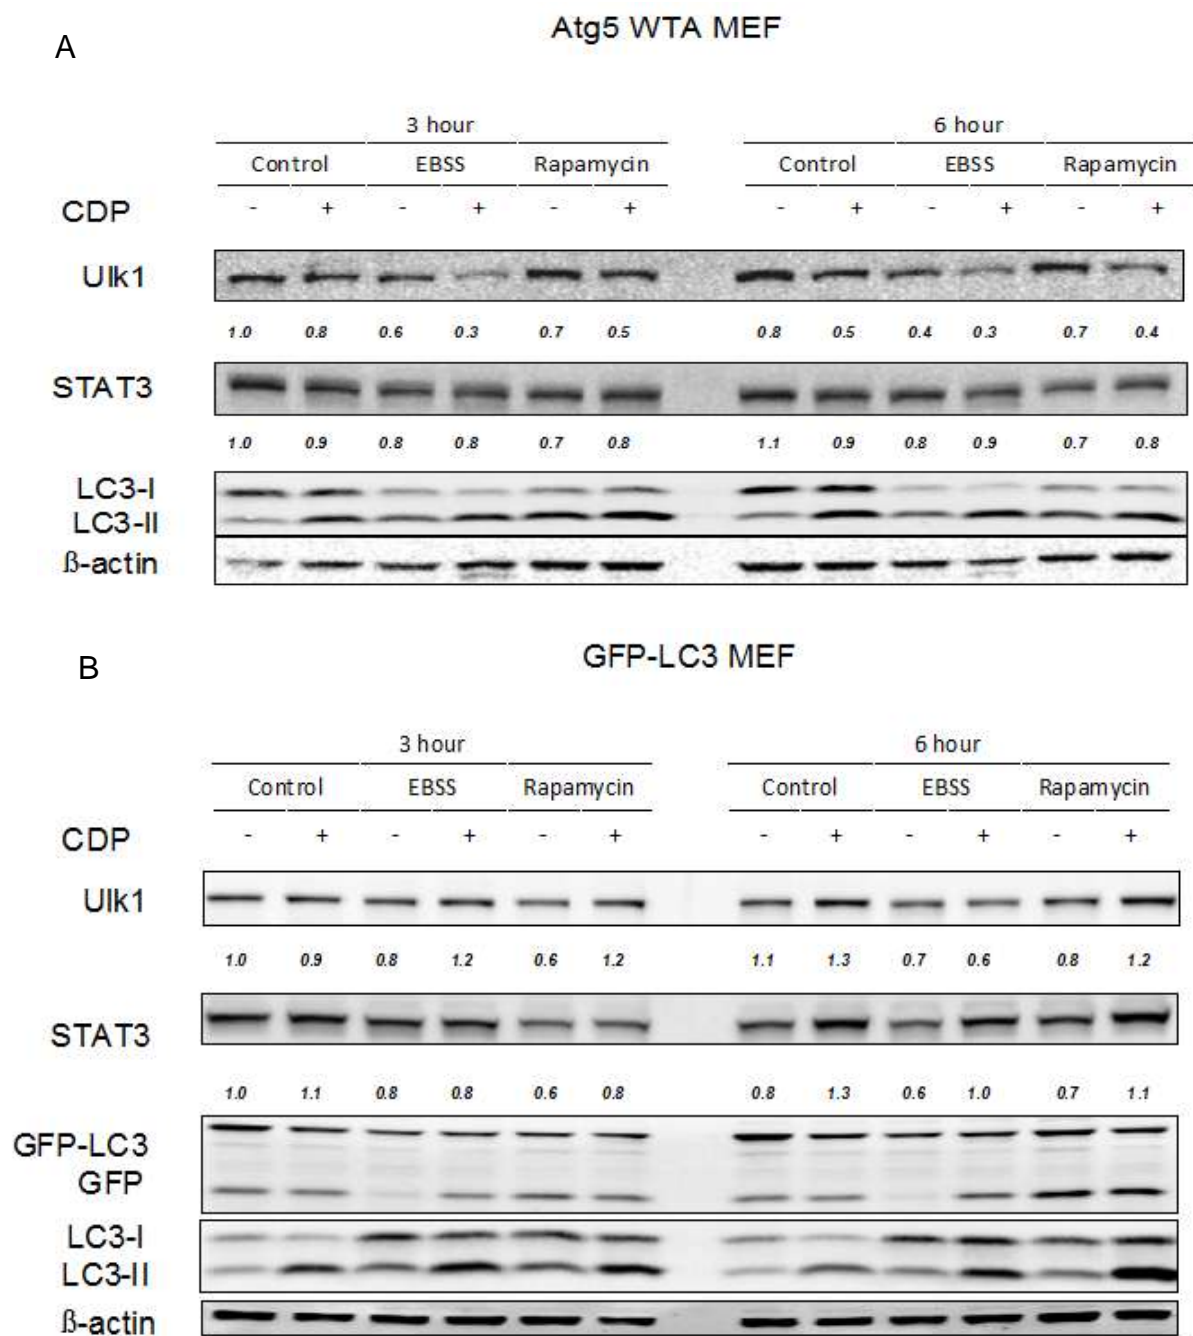 A
Atg5 WTA MEF
3 hour 6 hour
Control EBSS Rapamycin Control EBSS Rapamycin
CDP - + - + - + - + - + - +
Ulk1
1.0 0.8 0.6 0.3 0.7 0.5 0.8 0.5 0.4 0.3 0.7 0.4
STAT3
1.0 0.9 0.8 0.8 0.7 0.8 1.1 0.9 0.8 0.9 0.7 0.8
LC3-I
LC3-II
ß-actin
B
GFP-LC3 MEF
3 hour 6 hour
Control EBSS Rapamycin Control EBSS Rapamycin
CDP - + - + - + - + - + - +
Ulk1
1.0 0.9 0.8 1.2 0.6 1.2 1.1 1.3 0.7 0.6 0.8 1.2
STAT3
1.0 1.1 0.8 0.8 0.6 0.8 0.8 1.3 0.6 1.0 0.7 1.1
GFP-LC3
GFP
LC3-I
LC3-II
ß-actin